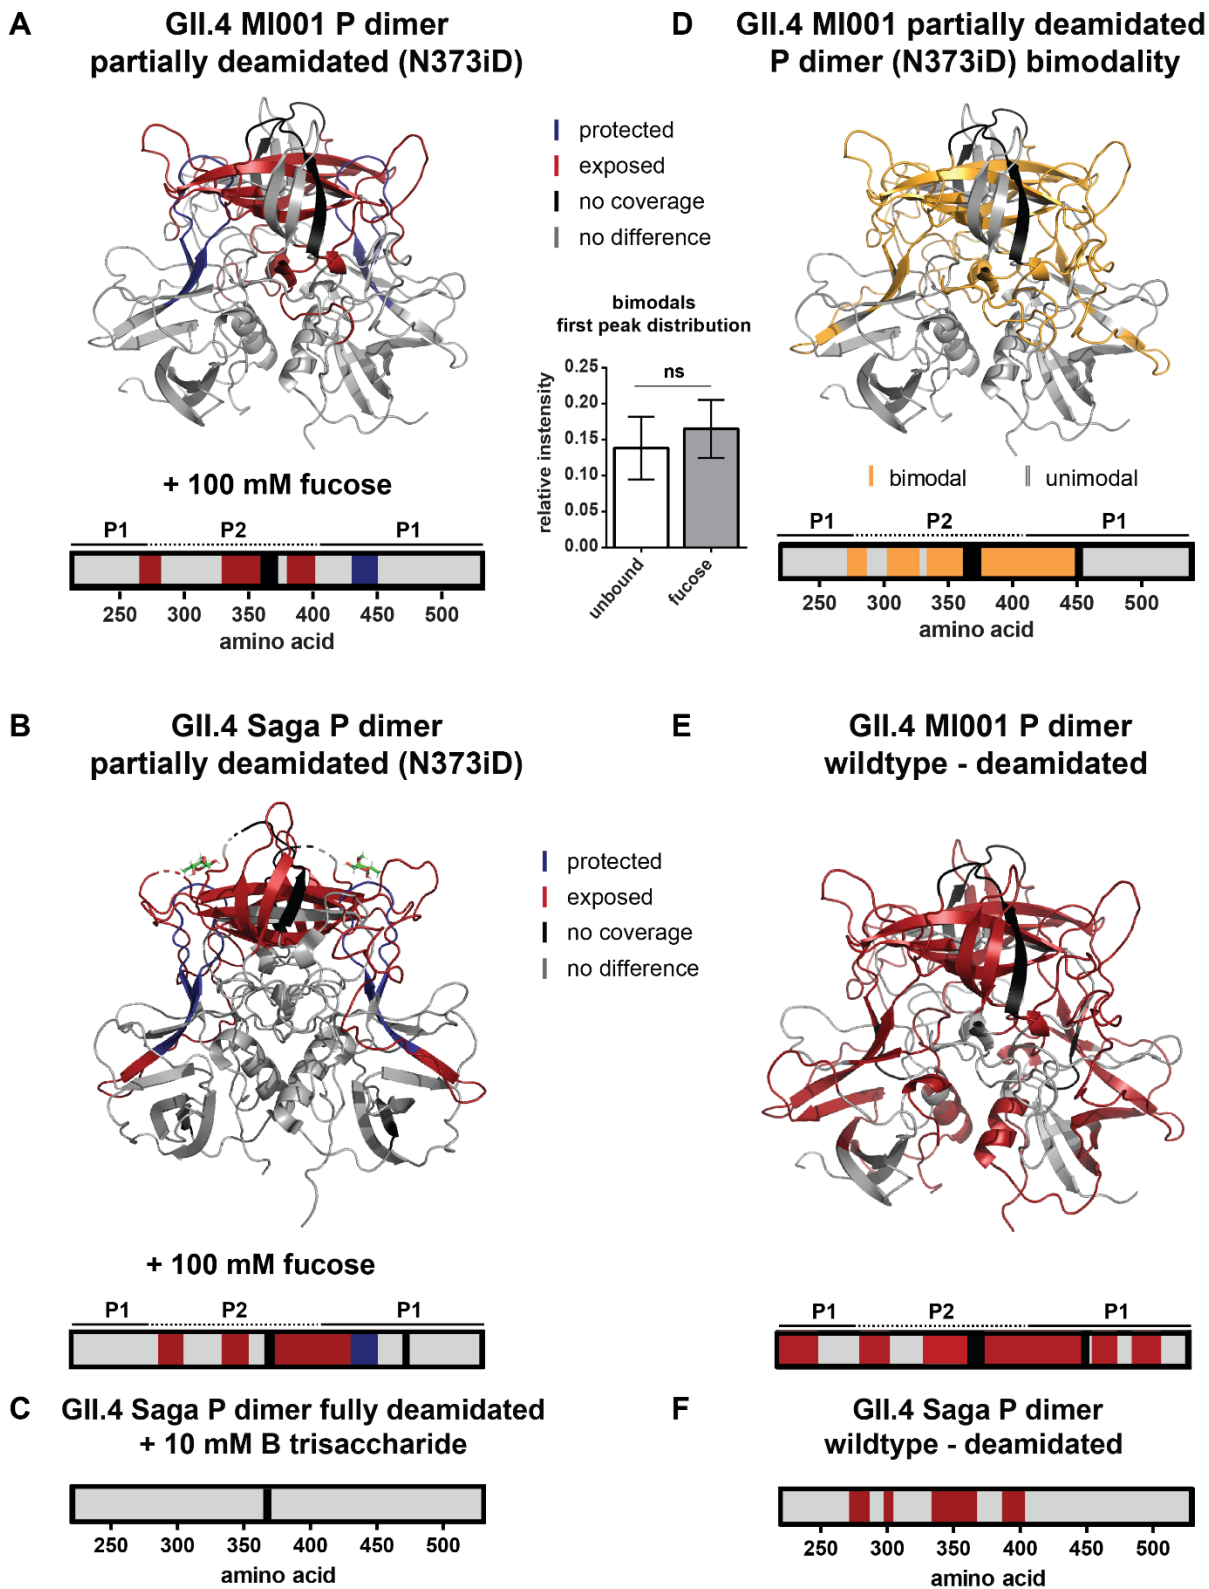 A
GII.4 MI001 P dimer
partially deamidated (N373iD)
protected
exposed
no coverage
no difference
+ 100 mM fucose
P1
P2
P1
250
300
350
400
450
500
amino acid
bimodals
first peak distribution
ns
relative instensity
0.25
0.20
0.15
0.10
0.05
0.00
unbound
fucose
D
GII.4 MI001 partially deamidated
P dimer (N373iD) bimodality
bimodal
unimodal
P1
P2
P1
250
300
350
400
450
500
amino acid
B
GII.4 Saga P dimer
partially deamidated (N373iD)
protected
exposed
no coverage
no difference
+ 100 mM fucose
P1
P2
P1
E
GII.4 MI001 P dimer
wildtype - deamidated
P1
P2
P1
C
GII.4 Saga P dimer fully deamidated
+ 10 mM B trisaccharide
250
300
350
400
450
500
amino acid
F
GII.4 Saga P dimer
wildtype - deamidated
250
300
350
400
450
500
amino acid